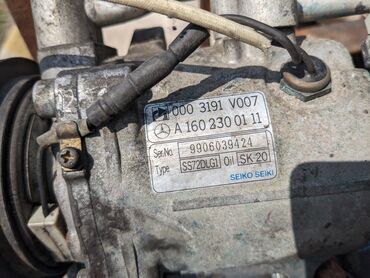 000 3191 V007
A 160 230 01 11
Ser.No. 9906039424
Type SS72DLG1 Oil SK-20
SEIKO SEIKI